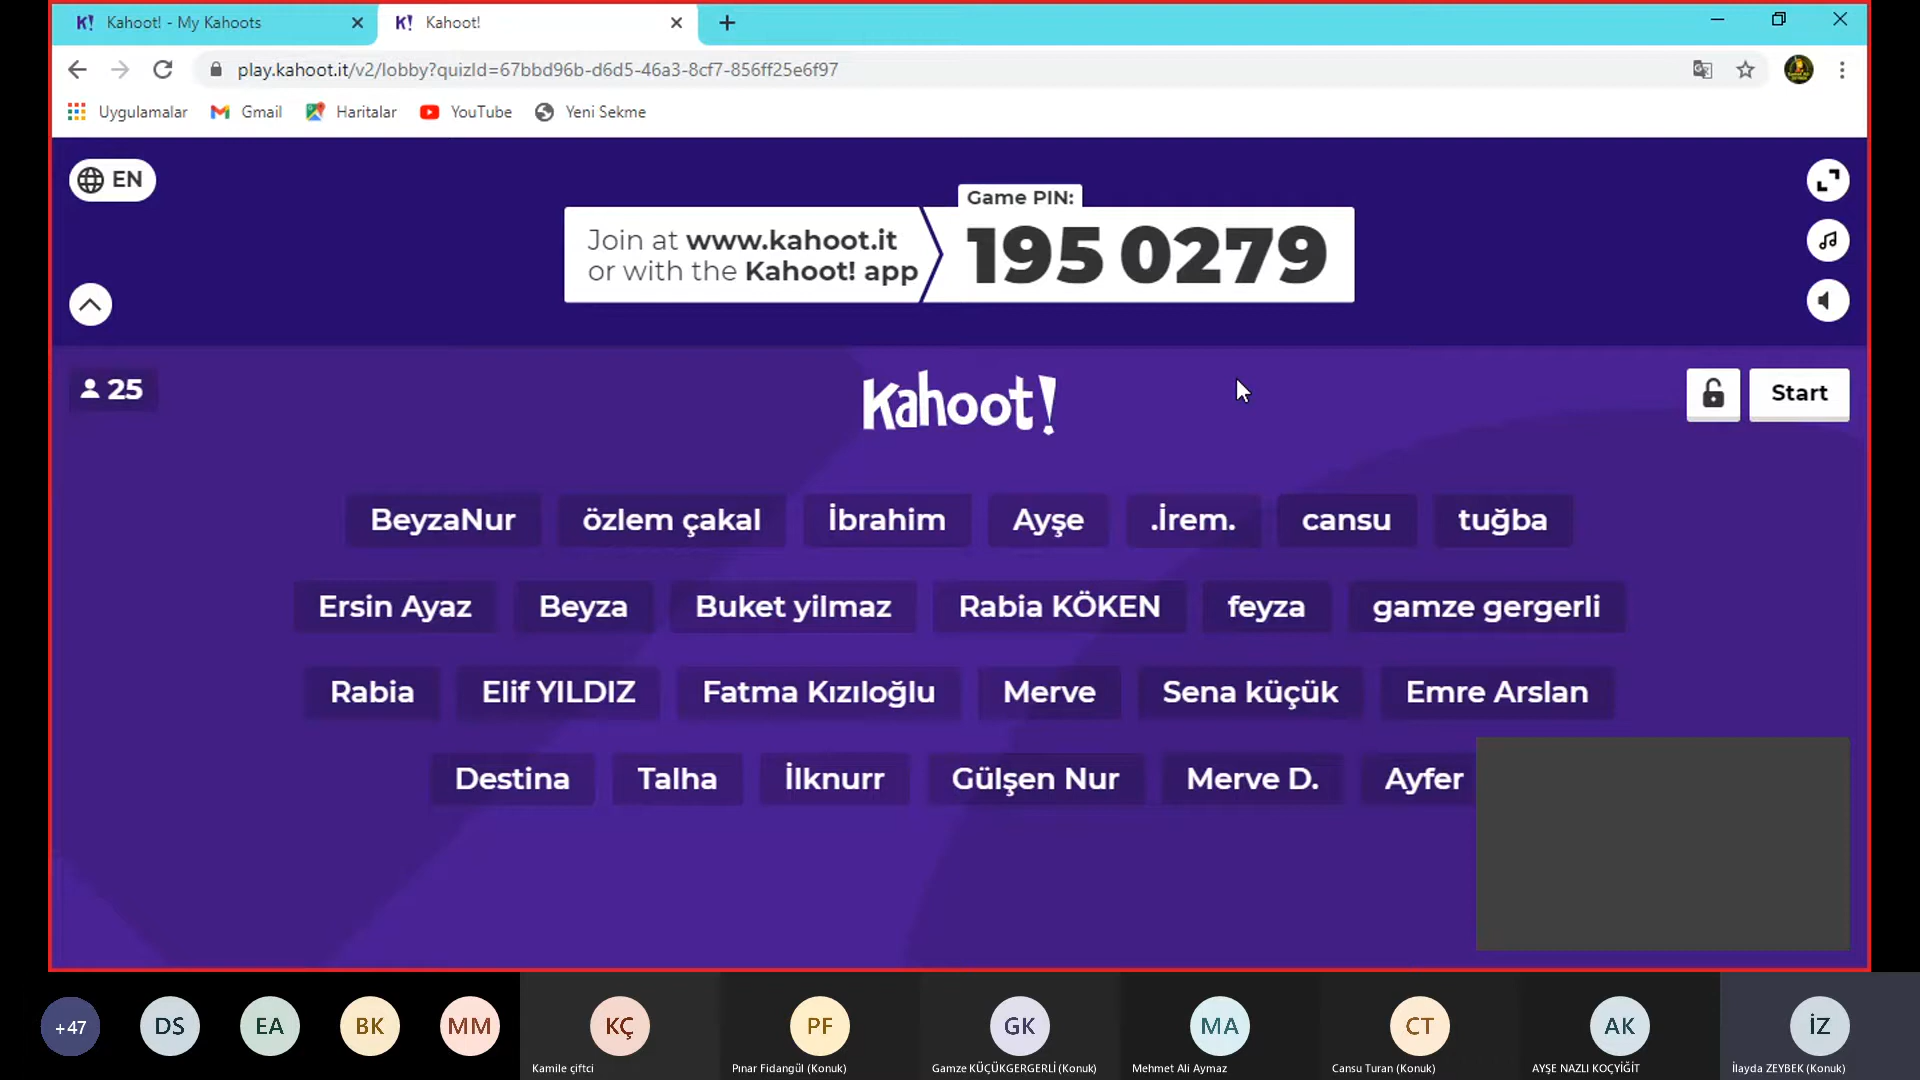 Kahoot! - My Kahoots
Kahoot!
play.kahoot.it/v2/lobby?quizId=67bbd96b-d6d5-46a3-8cf7-856ff25e6f97
Uygulamalar Gmail Haritalar YouTube Yeni Sekme
EN
Game PIN:
Join at www.kahoot.it
or with the Kahoot! app
195 0279
25
Kahoot!
Start
BeyzaNur özlem çakal İbrahim Ayşe .İrem. cansu tuğba
Ersin Ayaz Beyza Buket yilmaz Rabia KÖKEN feyza gamze gergerli
Rabia Elif YILDIZ Fatma Kızıloğlu Merve Sena küçük Emre Arslan
Destina Talha İlknurr Gülşen Nur Merve D. Ayfer
+47 DS EA BK MM KÇ PF GK MA CT AK İZ
Kamile çiftci Pınar Fidangül (Konuk) Gamze KÜÇÜKGERGERLİ (Konuk) Mehmet Ali Aymaz Cansu Turan (Konuk) AYŞE NAZLI KOÇYİĞİT İlayda ZEYBEK (Konuk)